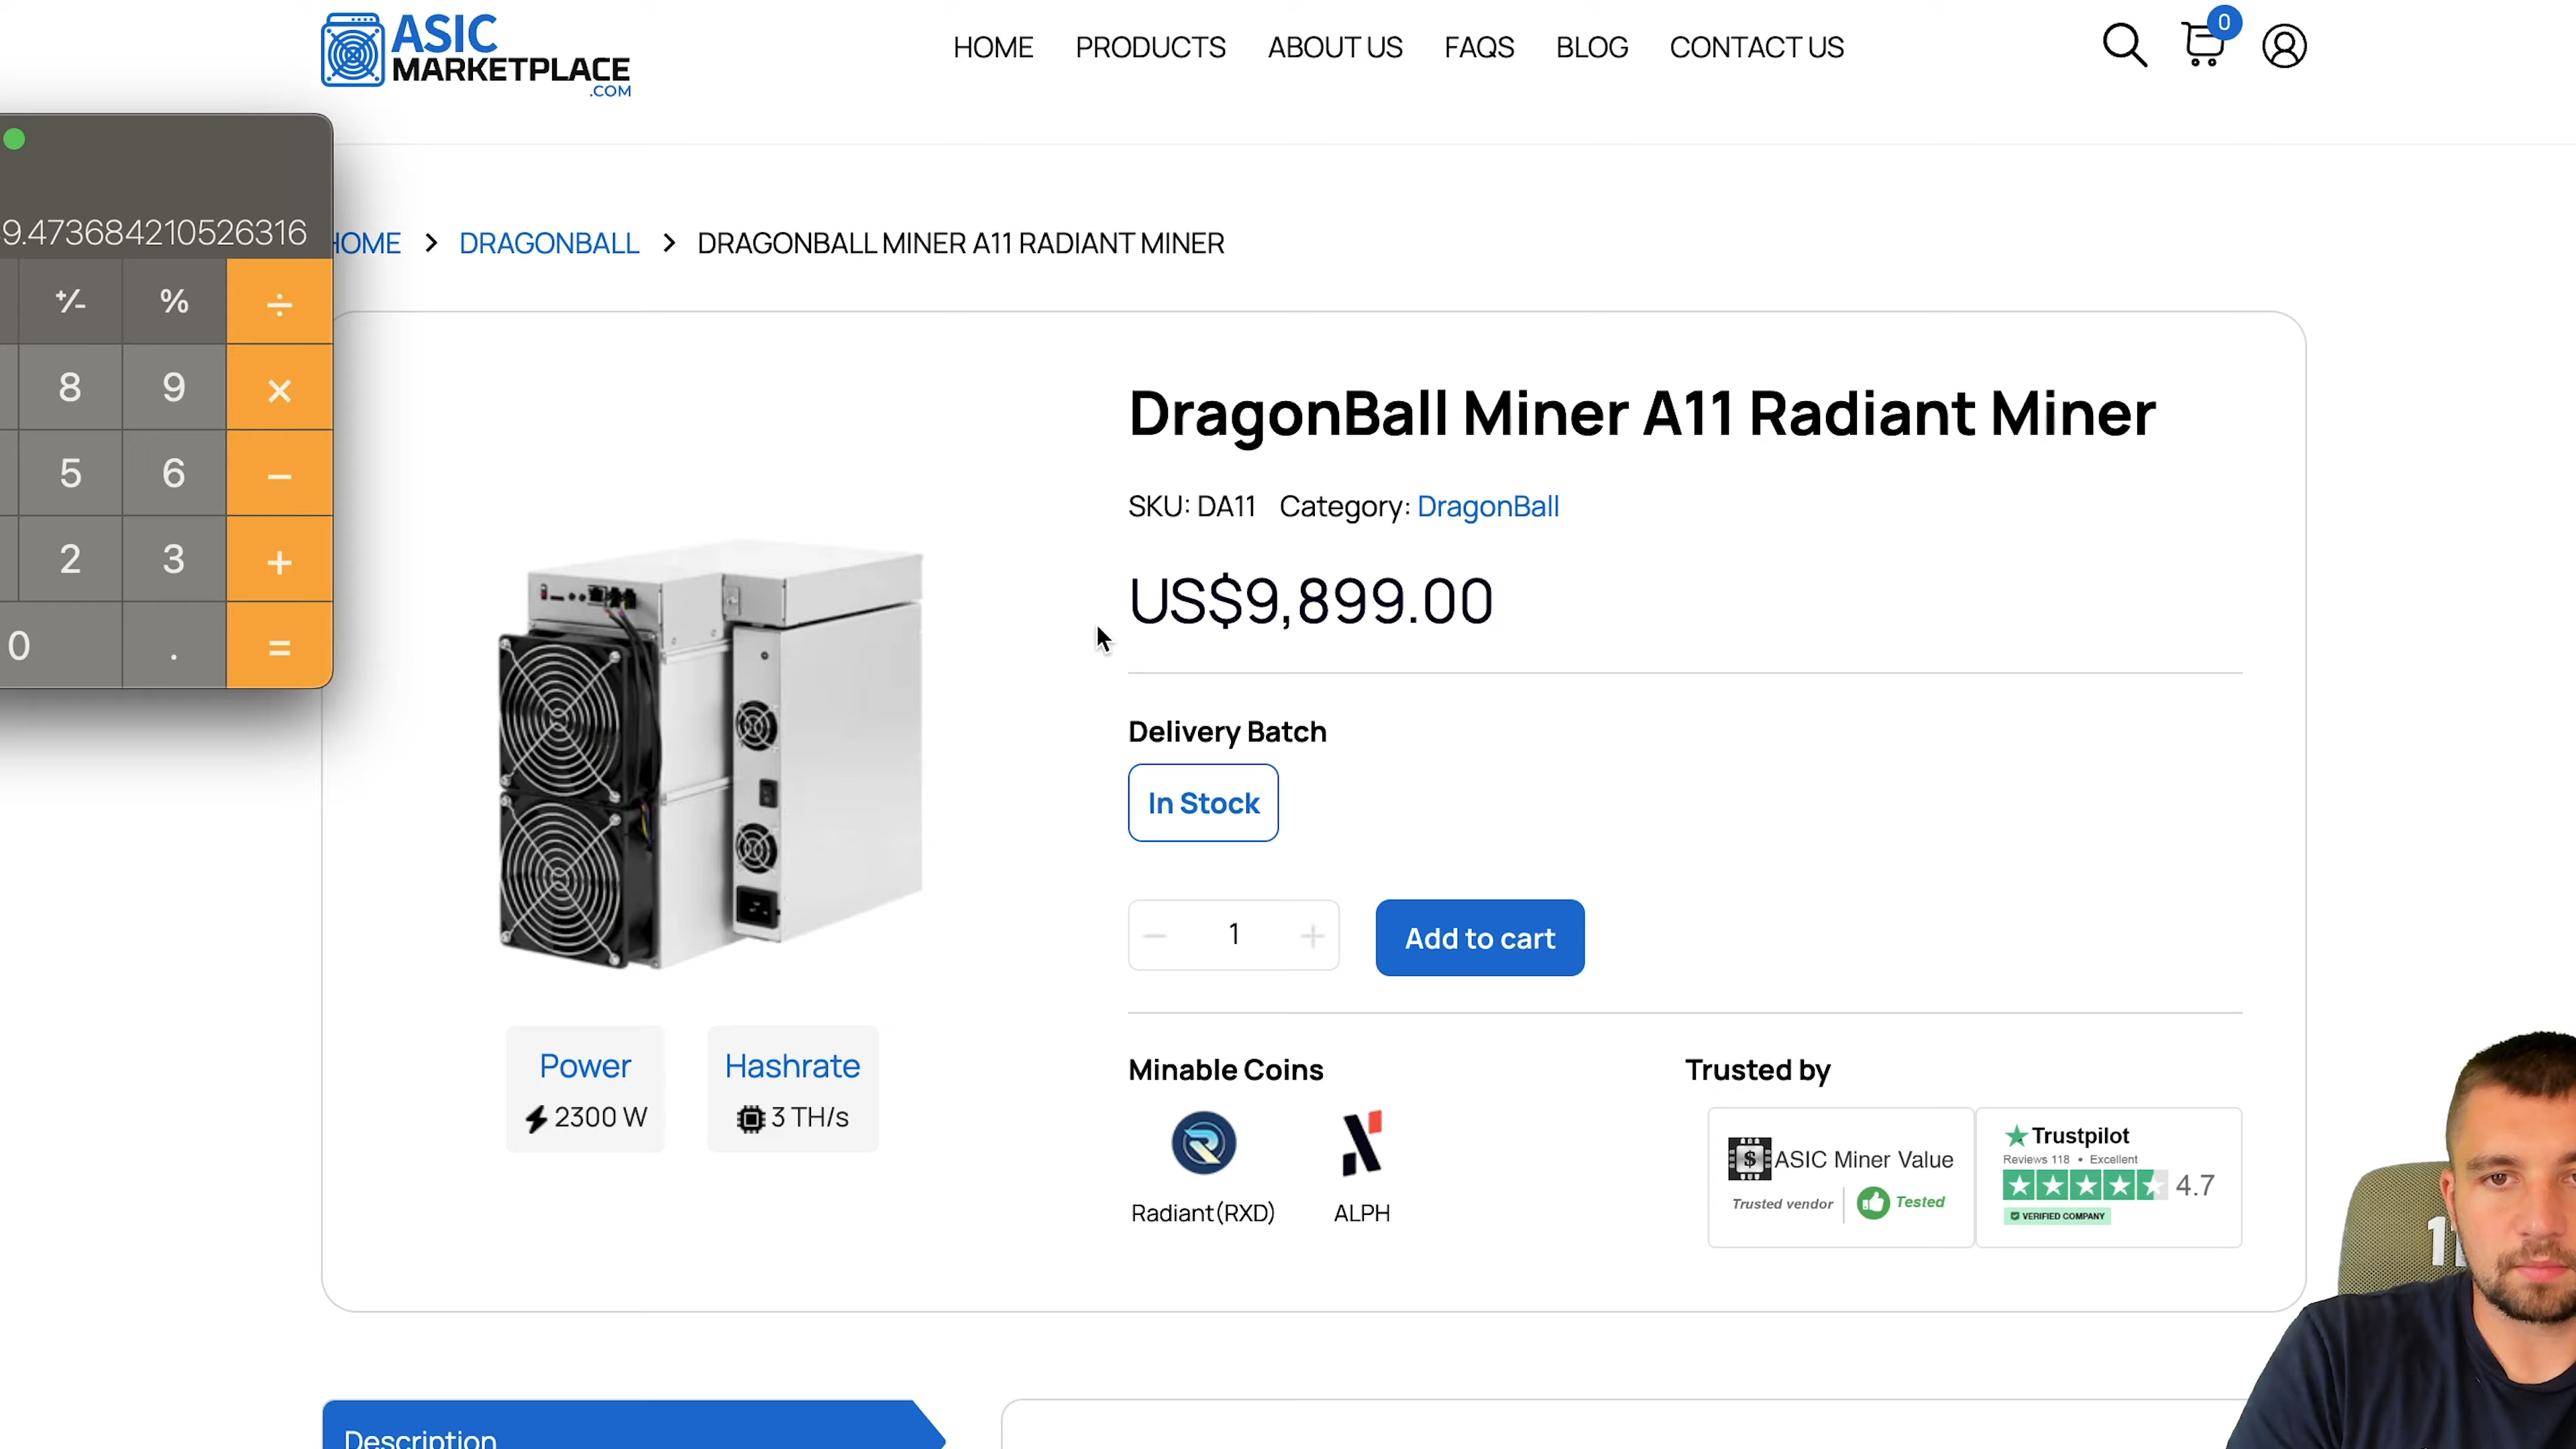 ASIC
MARKETPLACE
.COM
HOME
PRODUCTS
ABOUT US
FAQS
BLOG
CONTACT US
0
9.473684210526316
+/-
%
÷
8
9
×
5
6
−
2
3
+
0
.
=
HOME > DRAGONBALL > DRAGONBALL MINER A11 RADIANT MINER
DragonBall Miner A11 Radiant Miner
SKU: DA11 Category: DragonBall
US$9,899.00
Delivery Batch
In Stock
− 1 +
Add to cart
Power
2300 W
Hashrate
3 TH/s
Minable Coins
Radiant(RXD)
ALPH
Trusted by
$
ASIC Miner Value
Trusted vendor
Tested
Trustpilot
Reviews 118 • Excellent
4.7
VERIFIED COMPANY
Description